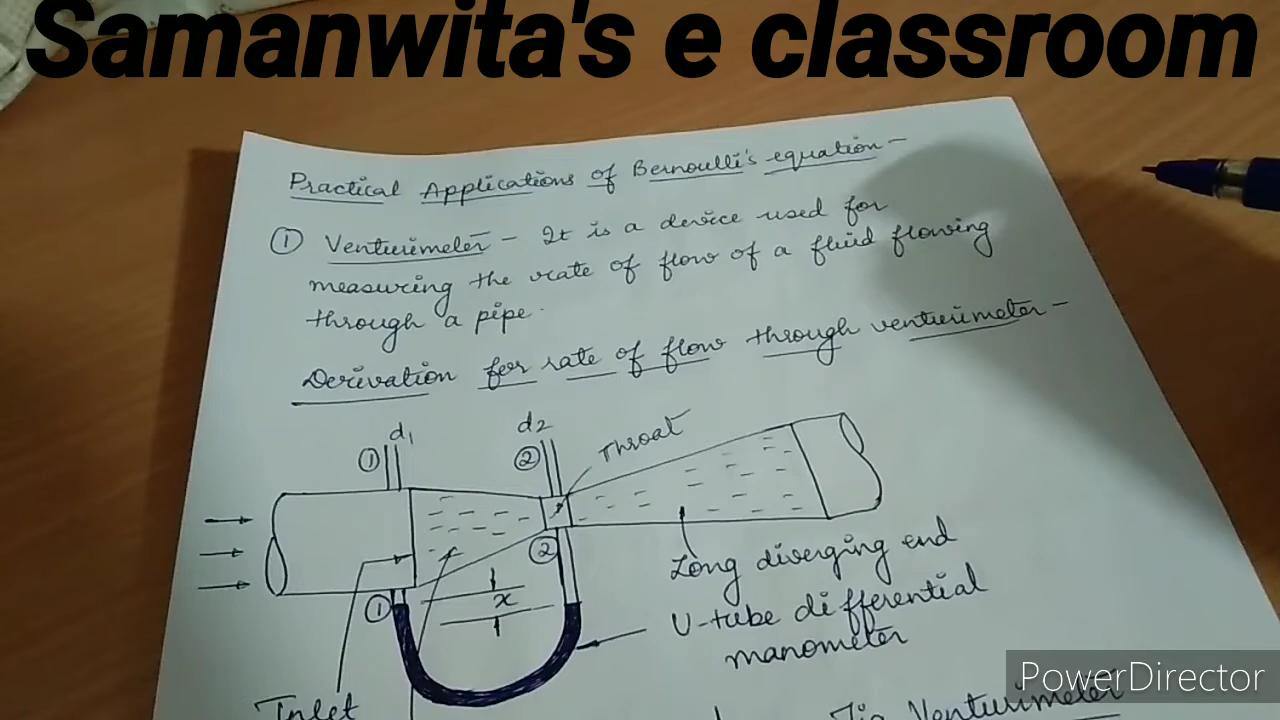 Samanwita's e classroom
Practical Applications of Bernoulli's equation -
① Venturimeter - It is a device used for
measuring the rate of flow of a fluid flowing
through a pipe.
Derivation for rate of flow through venturimeter -
d1
d2
①
②
Throat
②
①
x
Long diverging end
U-tube differential
manometer
Inlet
Fig Venturimeter
PowerDirector